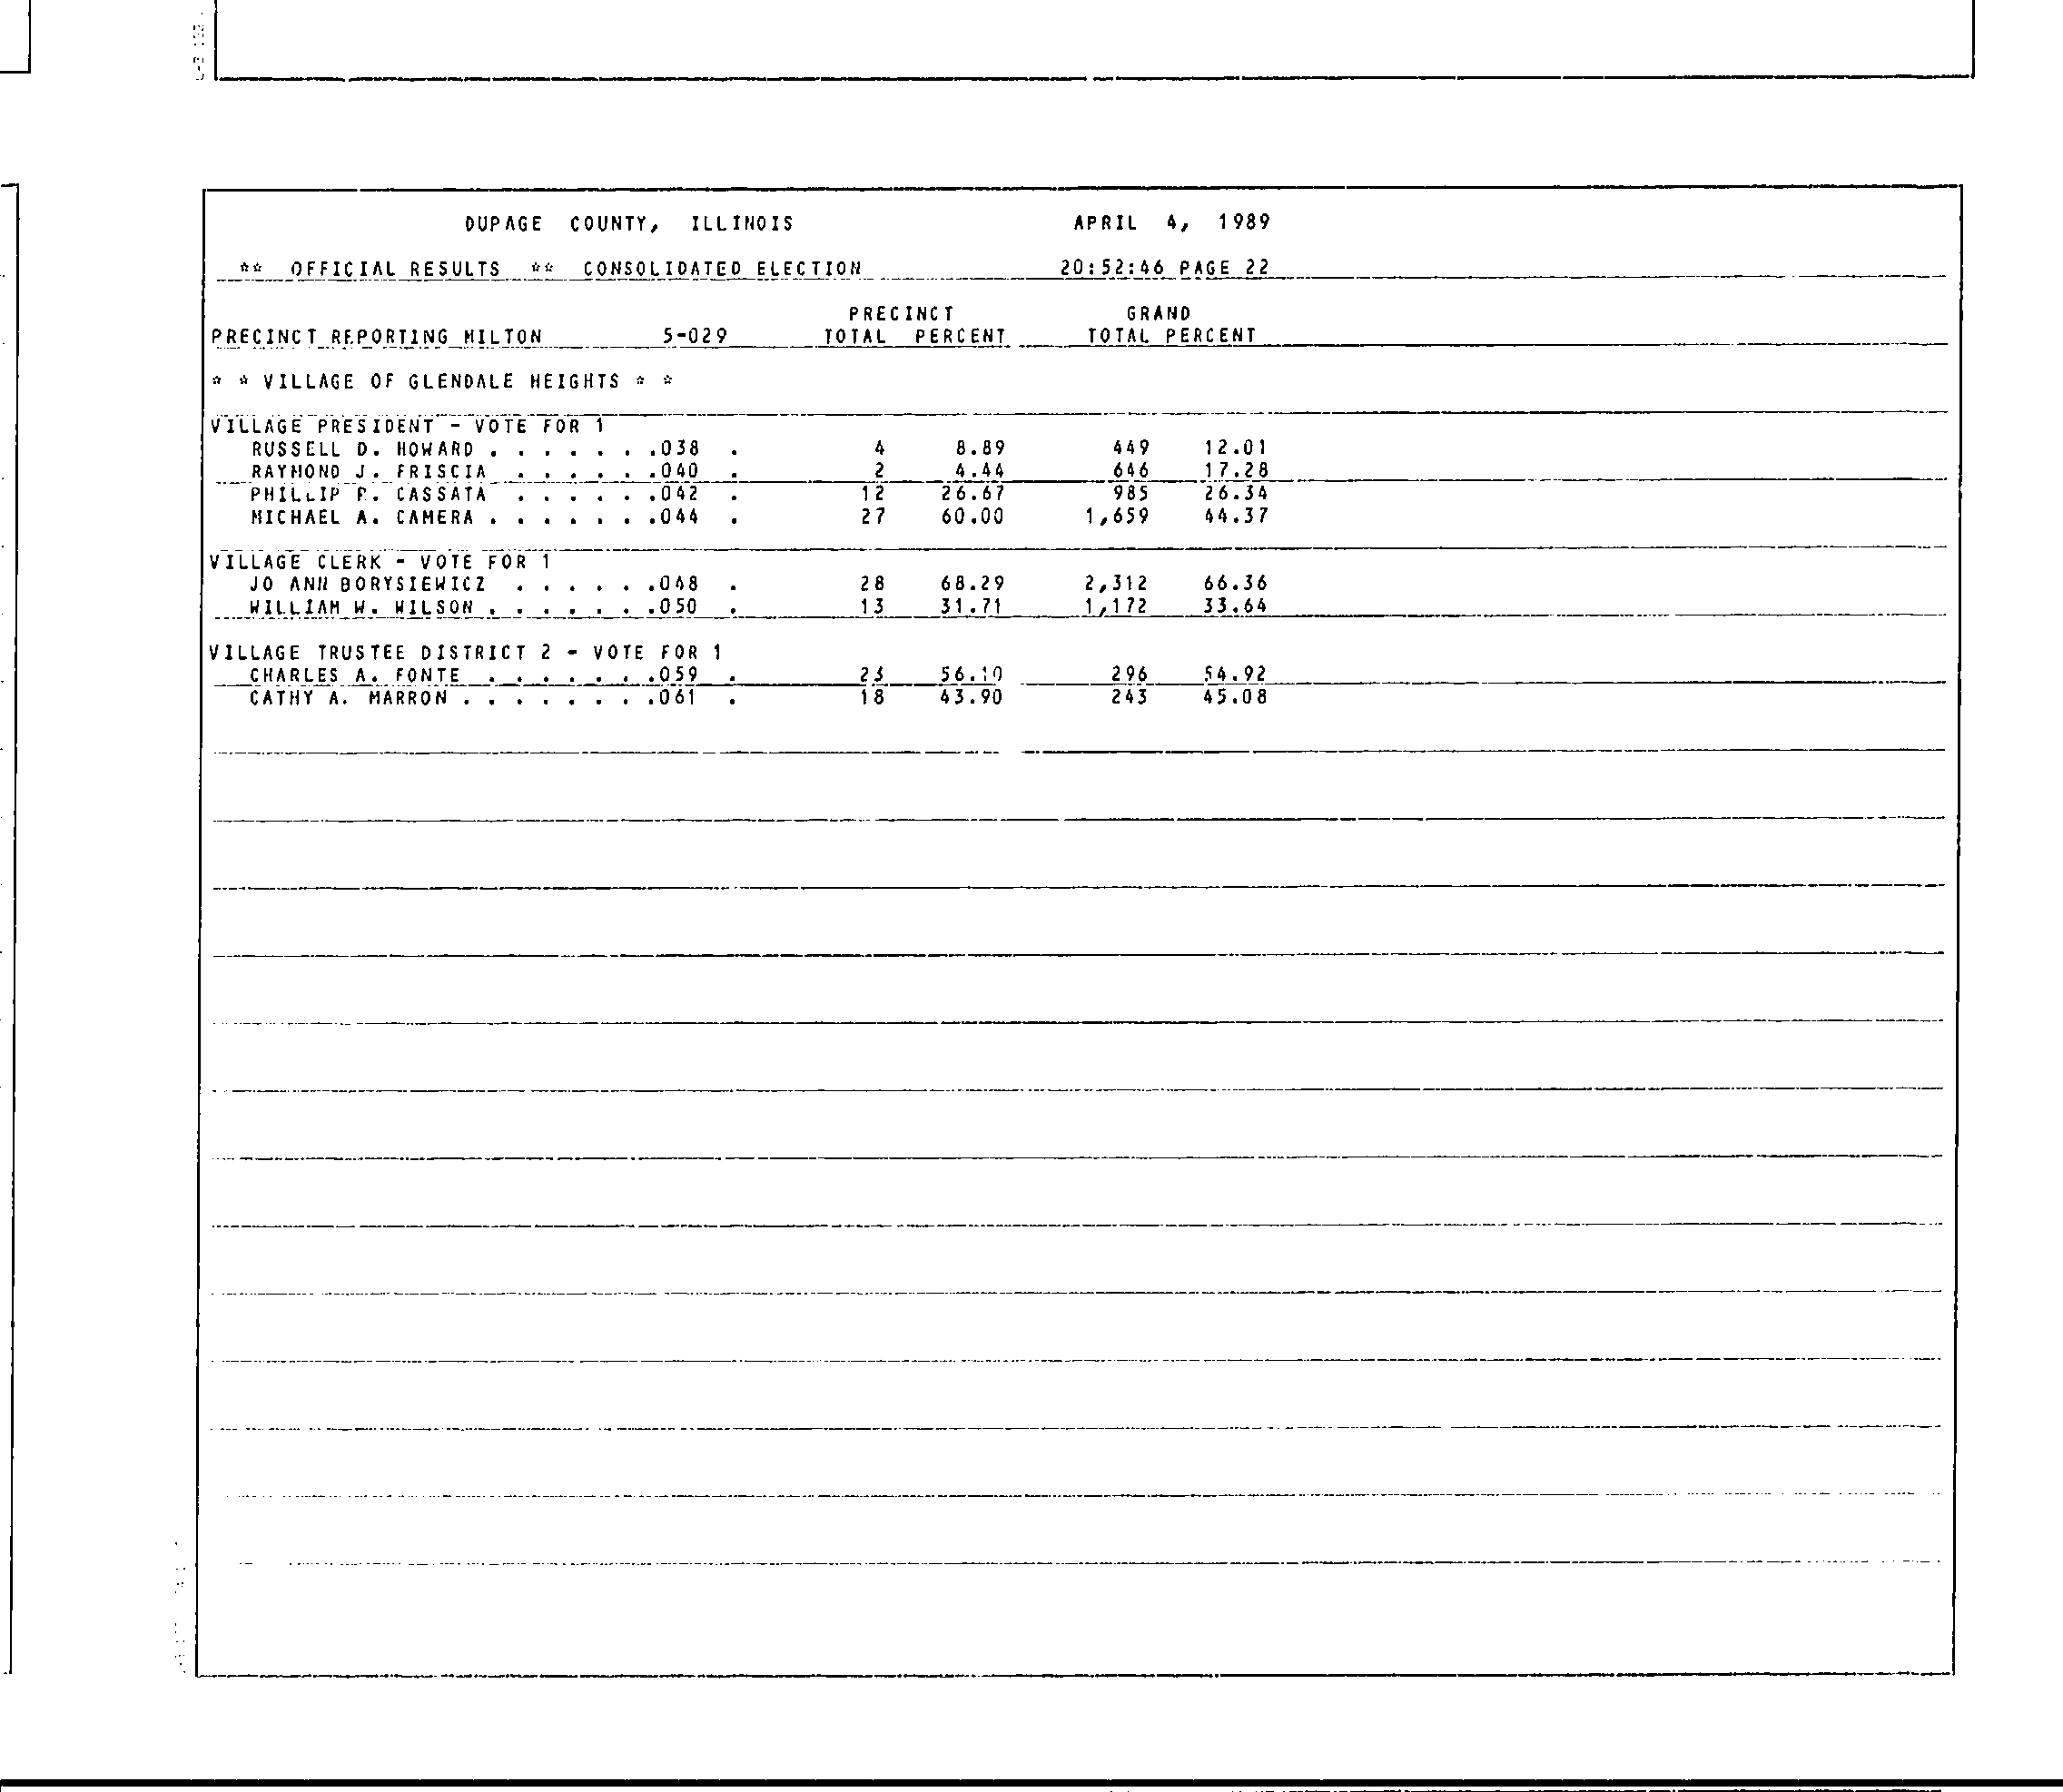 DUPAGE COUNTY, ILLINOIS APRIL 4, 1989
** OFFICIAL RESULTS ** CONSOLIDATED ELECTION 20:52:46 PAGE 22
PRECINCT GRAND
PRECINCT REPORTING MILTON 5-029 TOTAL PERCENT TOTAL PERCENT
* * VILLAGE OF GLENDALE HEIGHTS * *
VILLAGE PRESIDENT - VOTE FOR 1
RUSSELL D. HOWARD . . . . . . .038 . 4 8.89 449 12.01
RAYMOND J. FRISCIA . . . . . .040 . 2 4.44 646 17.28
PHILLIP CASSATA . . . . . .042 . 12 26.67 985 26.34
MICHAEL A. CAMERA . . . . . . .044 . 27 60.00 1,659 44.37
VILLAGE CLERK - VOTE FOR 1
JO ANN BORYSIEWICZ . . . . . .048 . 28 68.29 2,312 66.36
WILLIAM W. WILSON . . . . . . .050 . 13 31.71 1,172 33.64
VILLAGE TRUSTEE DISTRICT 2 - VOTE FOR 1
CHARLES A. FONTE . . . . . . .059 . 23 56.10 296 54.92
CATHY A. MARRON . . . . . . . .061 . 18 43.90 243 45.08